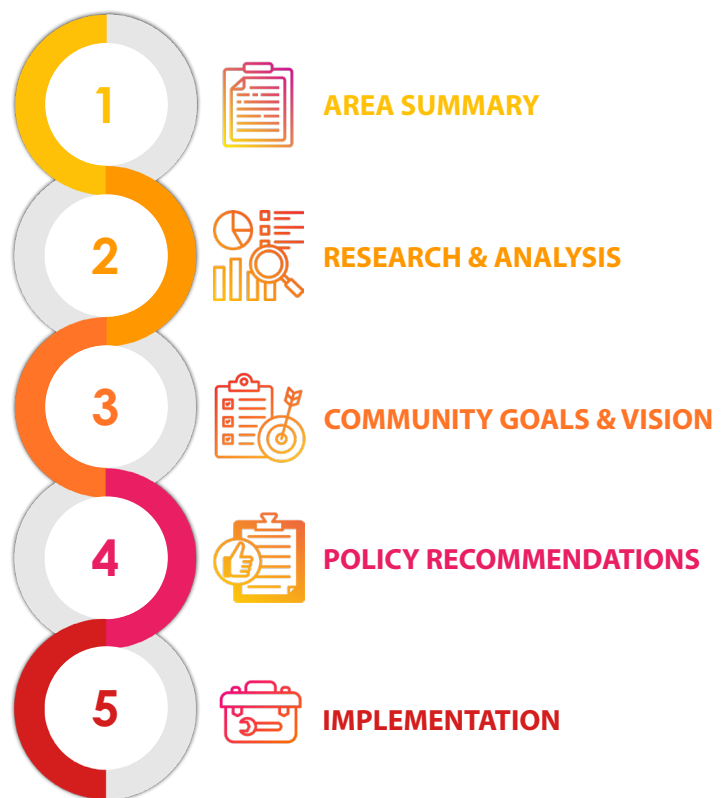 1
AREA SUMMARY
2
RESEARCH & ANALYSIS
3
COMMUNITY GOALS & VISION
4
POLICY RECOMMENDATIONS
5
IMPLEMENTATION